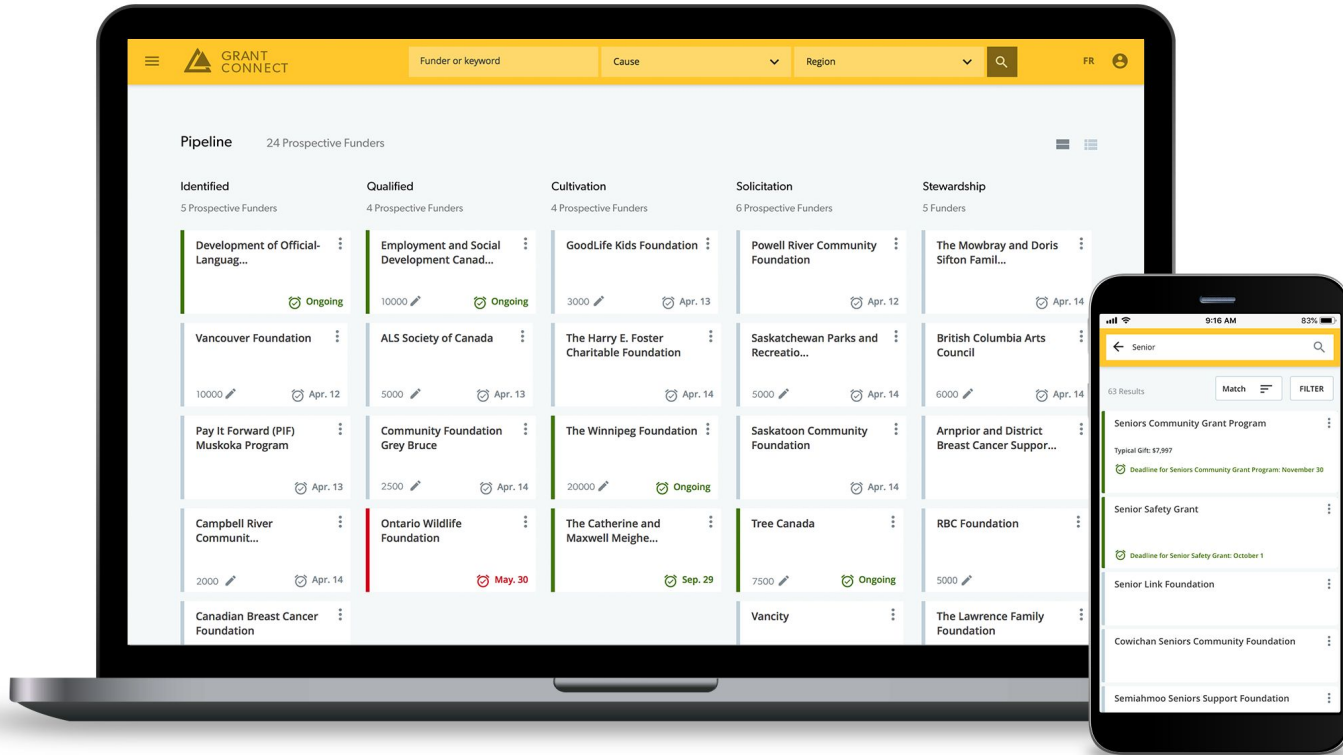 GRANT
CONNECT
Funder or keyword
Cause
Region
FR
Pipeline
24 Prospective Funders
Identified
5 Prospective Funders
Development of Official-
Languag...
Ongoing
Vancouver Foundation
10000
Apr. 12
Pay It Forward (PIF)
Muskoka Program
Apr. 13
Campbell River
Communit...
2000
Apr. 14
Canadian Breast Cancer
Foundation
Qualified
4 Prospective Funders
Employment and Social
Development Canad...
10000
Ongoing
ALS Society of Canada
5000
Apr. 13
Community Foundation
Grey Bruce
2500
Apr. 14
Ontario Wildlife
Foundation
May. 30
Cultivation
4 Prospective Funders
GoodLife Kids Foundation
3000
Apr. 13
The Harry E. Foster
Charitable Foundation
Apr. 14
The Winnipeg Foundation
20000
Ongoing
The Catherine and
Maxwell Meighe...
Sep. 29
Solicitation
6 Prospective Funders
Powell River Community
Foundation
Apr. 12
Saskatchewan Parks and
Recreatio...
5000
Apr. 14
Saskatoon Community
Foundation
Apr. 14
Tree Canada
7500
Ongoing
Vancity
Stewardship
5 Funders
The Mowbray and Doris
Sifton Famil...
Apr. 14
British Columbia Arts
Council
6000
Apr. 14
Arnprior and District
Breast Cancer Suppor...
RBC Foundation
5000
The Lawrence Family
Foundation
9:16 AM
83%
Senior
63 Results
Match
FILTER
Seniors Community Grant Program
Typical Gift: $7,997
Deadline for Seniors Community Grant Program: November 30
Senior Safety Grant
Deadline for Senior Safety Grant: October 1
Senior Link Foundation
Cowichan Seniors Community Foundation
Semiahmoo Seniors Support Foundation